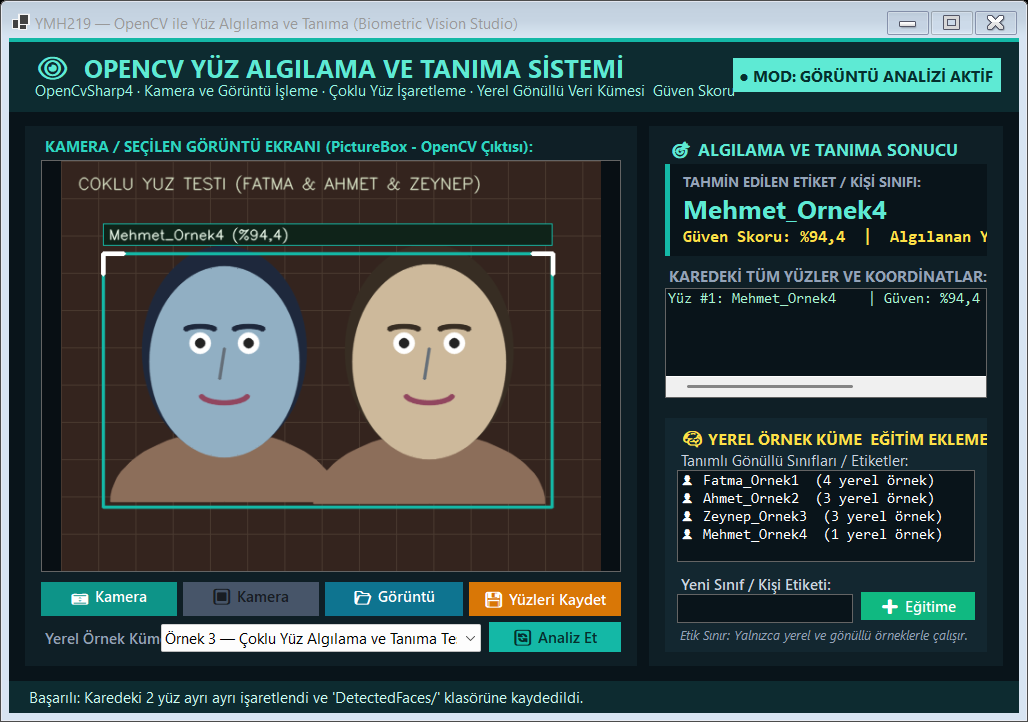 YMH219 — OpenCV ile Yüz Algılama ve Tanıma (Biometric Vision Studio)
OPENCV YÜZ ALGILAMA VE TANIMA SİSTEMİ
OpenCvSharp4 · Kamera ve Görüntü İşleme · Çoklu Yüz İşaretleme · Yerel Gönüllü Veri Kümesi  Güven Skoru
● MOD: GÖRÜNTÜ ANALİZİ AKTİF
KAMERA / SEÇİLEN GÖRÜNTÜ EKRANI (PictureBox - OpenCV Çıktısı):
COKLU YUZ TESTI (FATMA & AHMET & ZEYNEP)
Mehmet_Ornek4 (%94,4)
Kamera
Kamera
Görüntü
Yüzleri Kaydet
Yerel Örnek Küm
Örnek 3 — Çoklu Yüz Algılama ve Tanıma Te
Analiz Et
ALGILAMA VE TANIMA SONUCU
TAHMİN EDİLEN ETİKET / KİŞİ SINIFI:
Mehmet_Ornek4
Güven Skoru: %94,4  |  Algılanan Y
KAREDEKİ TÜM YÜZLER VE KOORDİNATLAR:
Yüz #1: Mehmet_Ornek4    | Güven: %94,4
YEREL ÖRNEK KÜME  EĞİTİM EKLEME
Tanımlı Gönüllü Sınıfları / Etiketler:
Fatma_Ornek1  (4 yerel örnek)
Ahmet_Ornek2  (3 yerel örnek)
Zeynep_Ornek3  (3 yerel örnek)
Mehmet_Ornek4  (1 yerel örnek)
Yeni Sınıf / Kişi Etiketi:
Eğitime
Etik Sınır: Yalnızca yerel ve gönüllü örneklerle çalışır.
Başarılı: Karedeki 2 yüz ayrı ayrı işaretlendi ve 'DetectedFaces/' klasörüne kaydedildi.